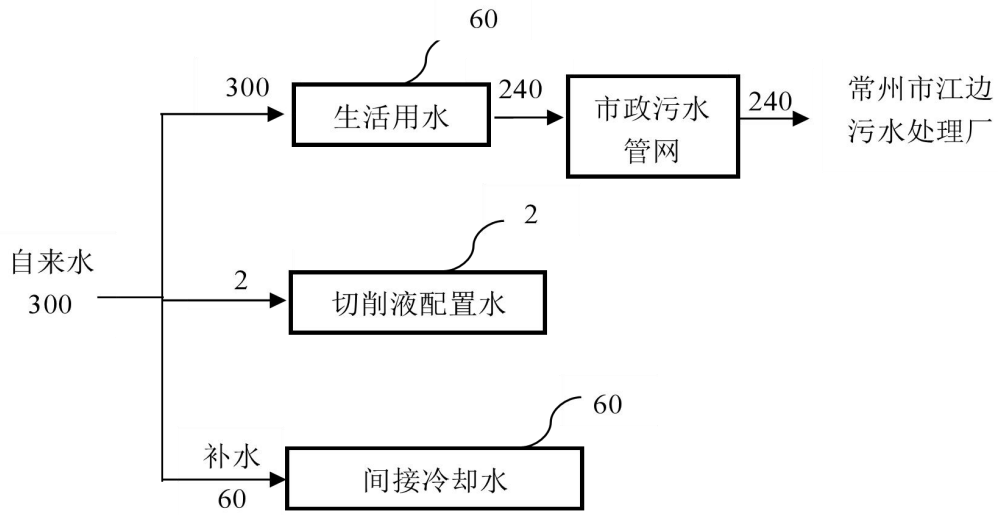 60
300
生活用水
240
市政污水
管网
240
常州市江边
污水处理厂
2
自来水
300
2
切削液配置水
60
补水
60
间接冷却水